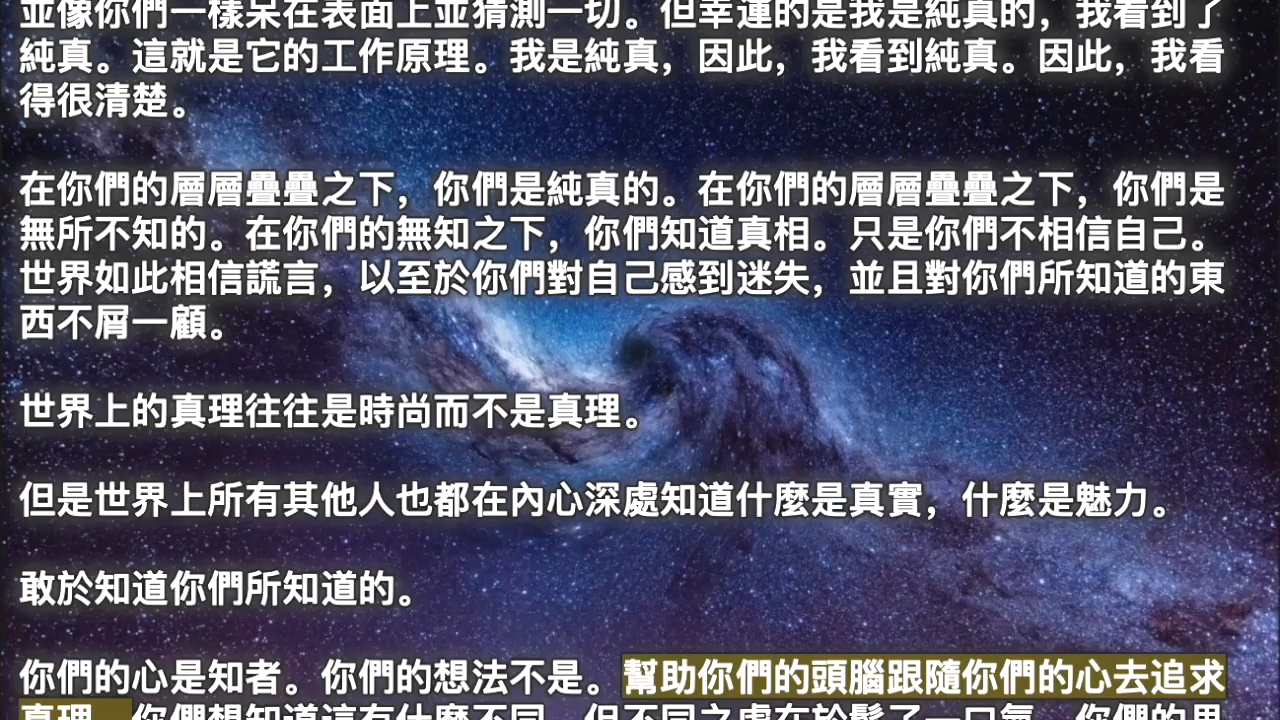 並像你們一樣呆在表面上並猜測一切。但幸運的是我是純真的，我看到了
純真。這就是它的工作原理。我是純真，因此，我看到純真。因此，我看
得很清楚。
在你們的層層疊疊之下，你們是純真的。在你們的層層疊疊之下，你們是
無所不知的。在你們的無知之下，你們知道真相。只是你們不相信自己。
世界如此相信謊言，以至於你們對自己感到迷失，並且對你們所知道的東
西不屑一顧。
世界上的真理往往是時尚而不是真理。
但是世界上所有其他人也都在內心深處知道什麼是真實，什麼是魅力。
敢於知道你們所知道的。
你們的心是知者。你們的想法不是。幫助你們的頭腦跟隨你們的心去追求
真理。你們想知道這有什麼不同，但不同之處在於鬆了一口氣。你們的思